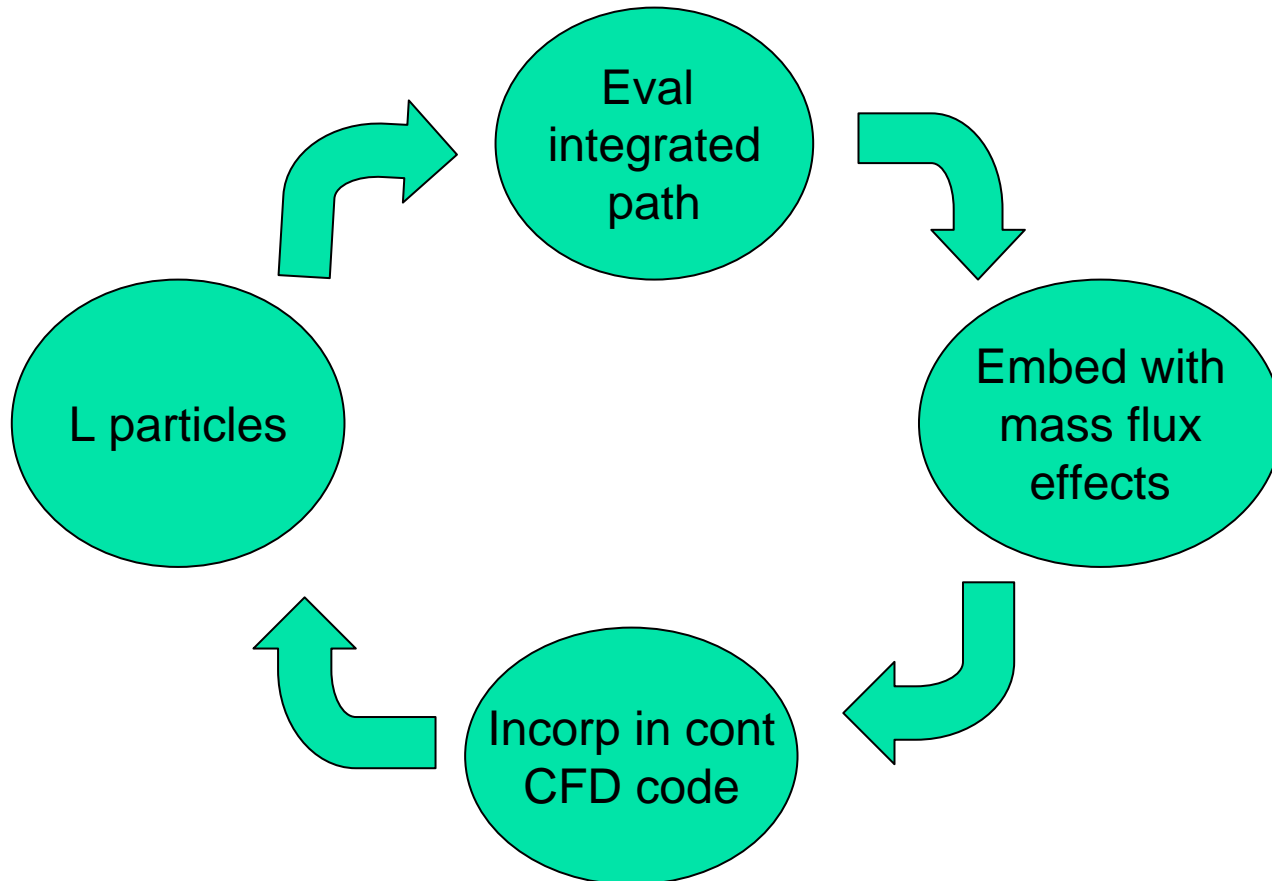 Eval
integrated
path
L particles
Embed with
mass flux
effects
Incorp in cont
CFD code